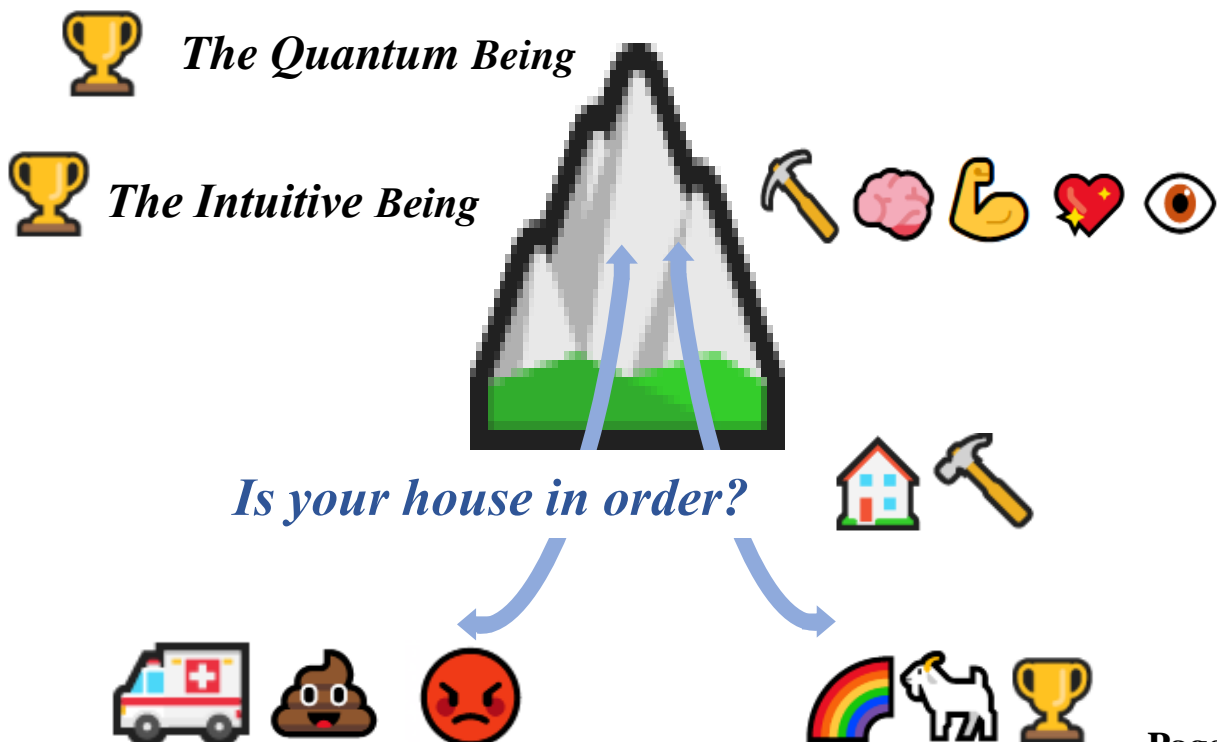 The Quantum Being
The Intuitive Being
Is your house in order?